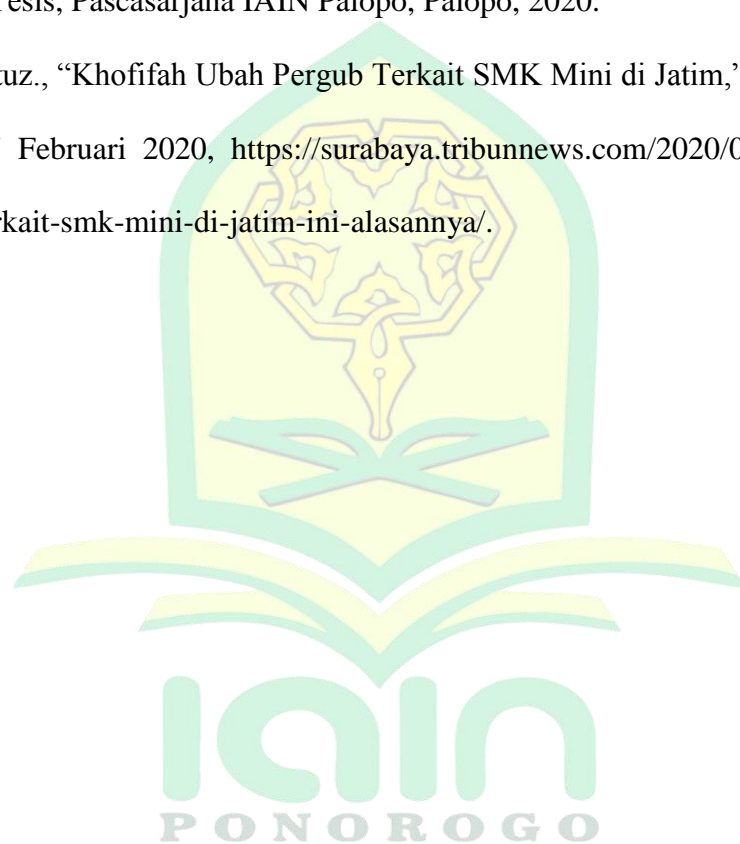 Tesis, Pascasarjana IAIN Palopo, Palopo, 2020.
tuz., “Khofifah Ubah Pergub Terkait SMK Mini di Jatim,”
Februari 2020, https://surabaya.tribunnews.com/2020/0
rkait-smk-mini-di-jatim-ini-alasannya/.
iain
PONOROGO